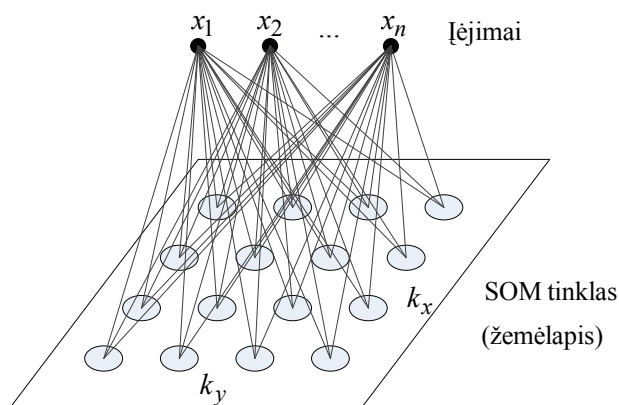 x1 x2 ... xn Įėjimai
kx
SOM tinklas
(žemėlapis)
ky